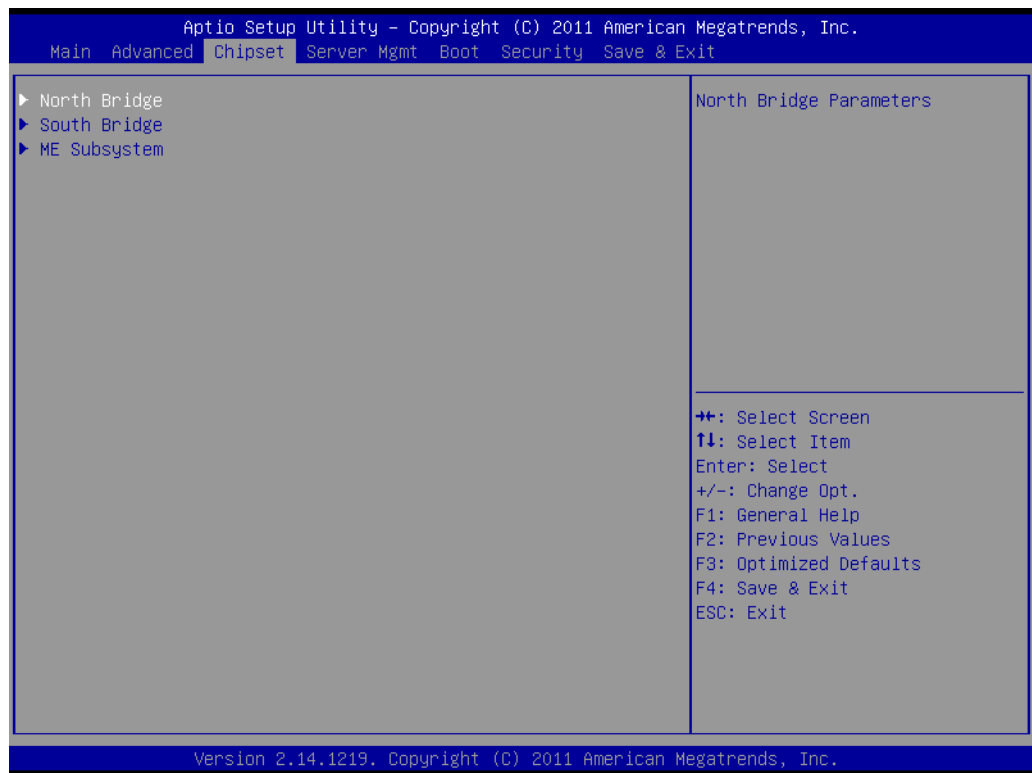 Aptio Setup Utility – Copyright (C) 2011 American Megatrends, Inc.
Main Advanced Chipset Server Mgmt Boot Security Save & Exit
▶ North Bridge
▶ South Bridge
▶ ME Subsystem
North Bridge Parameters
→←: Select Screen
↑↓: Select Item
Enter: Select
+/-: Change Opt.
F1: General Help
F2: Previous Values
F3: Optimized Defaults
F4: Save & Exit
ESC: Exit
Version 2.14.1219. Copyright (C) 2011 American Megatrends, Inc.